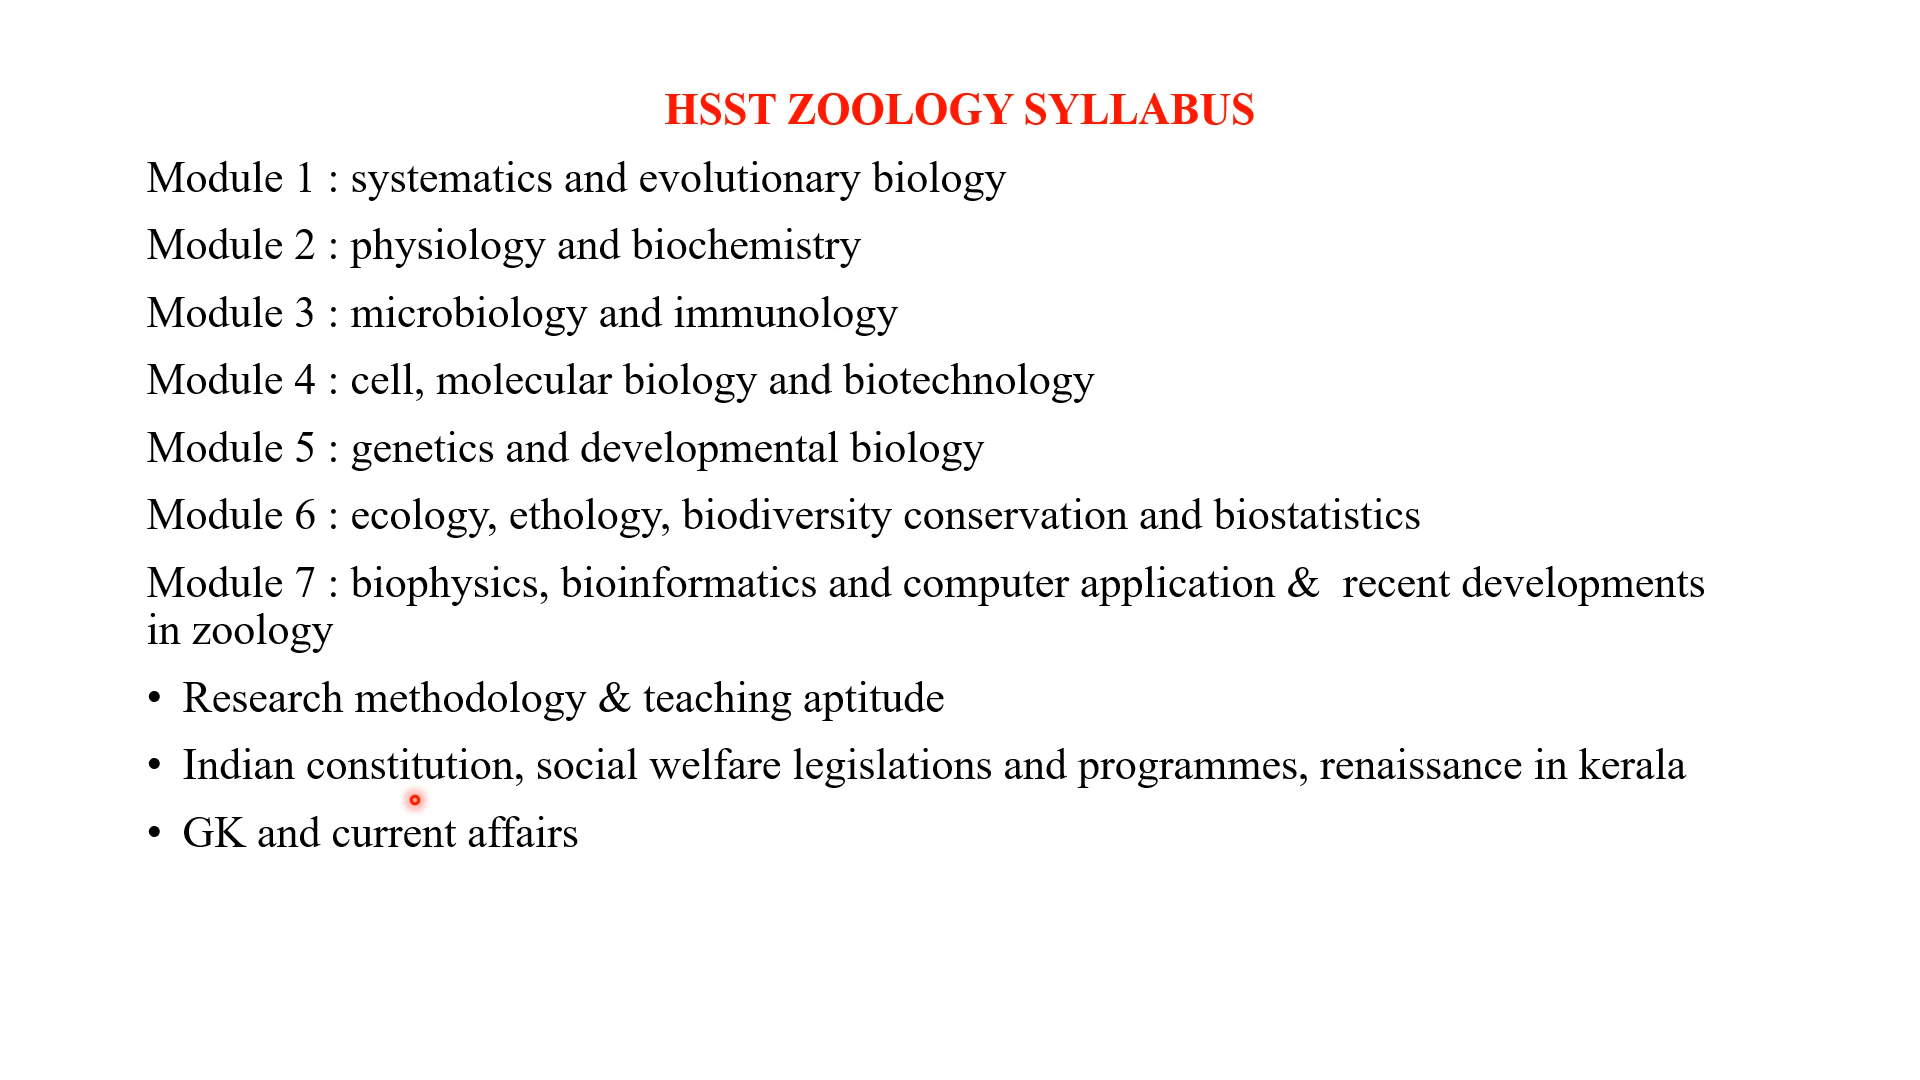 HSST ZOOLOGY SYLLABUS
Module 1 : systematics and evolutionary biology
Module 2 : physiology and biochemistry
Module 3 : microbiology and immunology
Module 4 : cell, molecular biology and biotechnology
Module 5 : genetics and developmental biology
Module 6 : ecology, ethology, biodiversity conservation and biostatistics
Module 7 : biophysics, bioinformatics and computer application &  recent developments
in zoology
• Research methodology & teaching aptitude
• Indian constitution, social welfare legislations and programmes, renaissance in kerala
• GK and current affairs